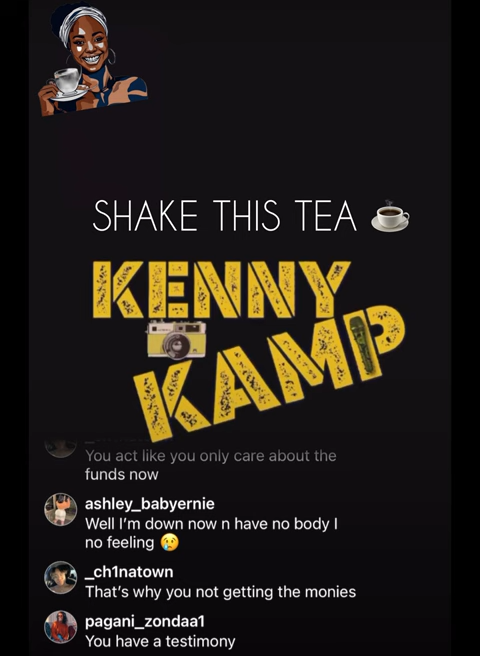 SHAKE THIS TEA ☕
KENNY
KAMP
You act like you only care about the
funds now
ashley_babyernie
Well I'm down now n have no body I
no feeling 😢
_ch1natown
That's why you not getting the monies
pagani_zondaa1
You have a testimony